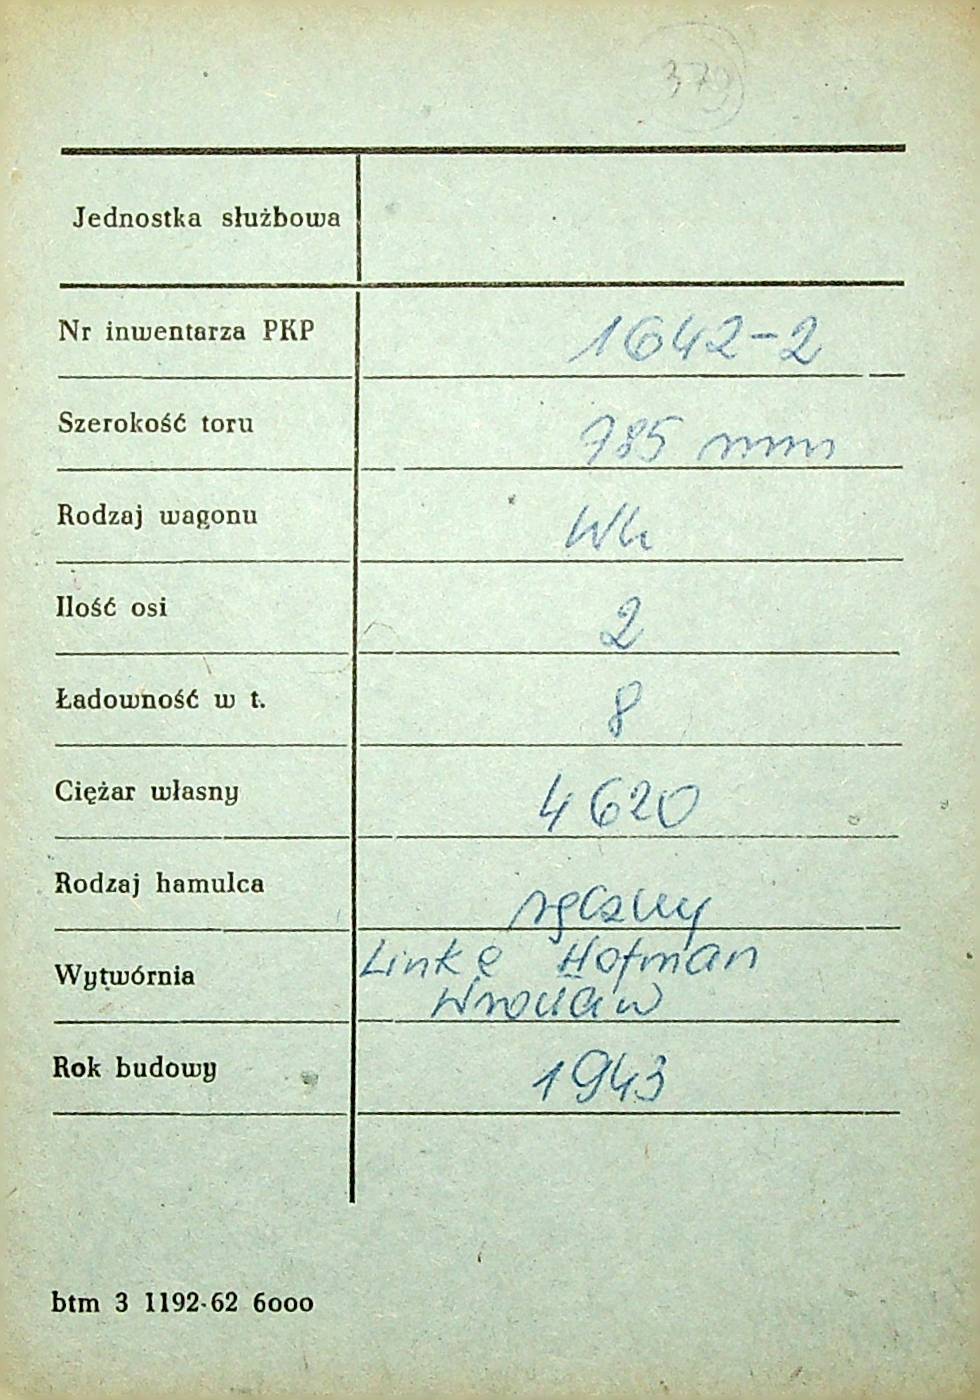 379
Jednostka służbowa
Nr inwentarza PKP 1642-2
Szerokość toru 785 mm
Rodzaj wagonu Wh
Ilość osi 2
Ładowność w t. 8
Ciężar własny 4620
Rodzaj hamulca ręczny
Wytwórnia Linke Hofman
Wrocław
Rok budowy 1943
btm 3 1192-62 6000